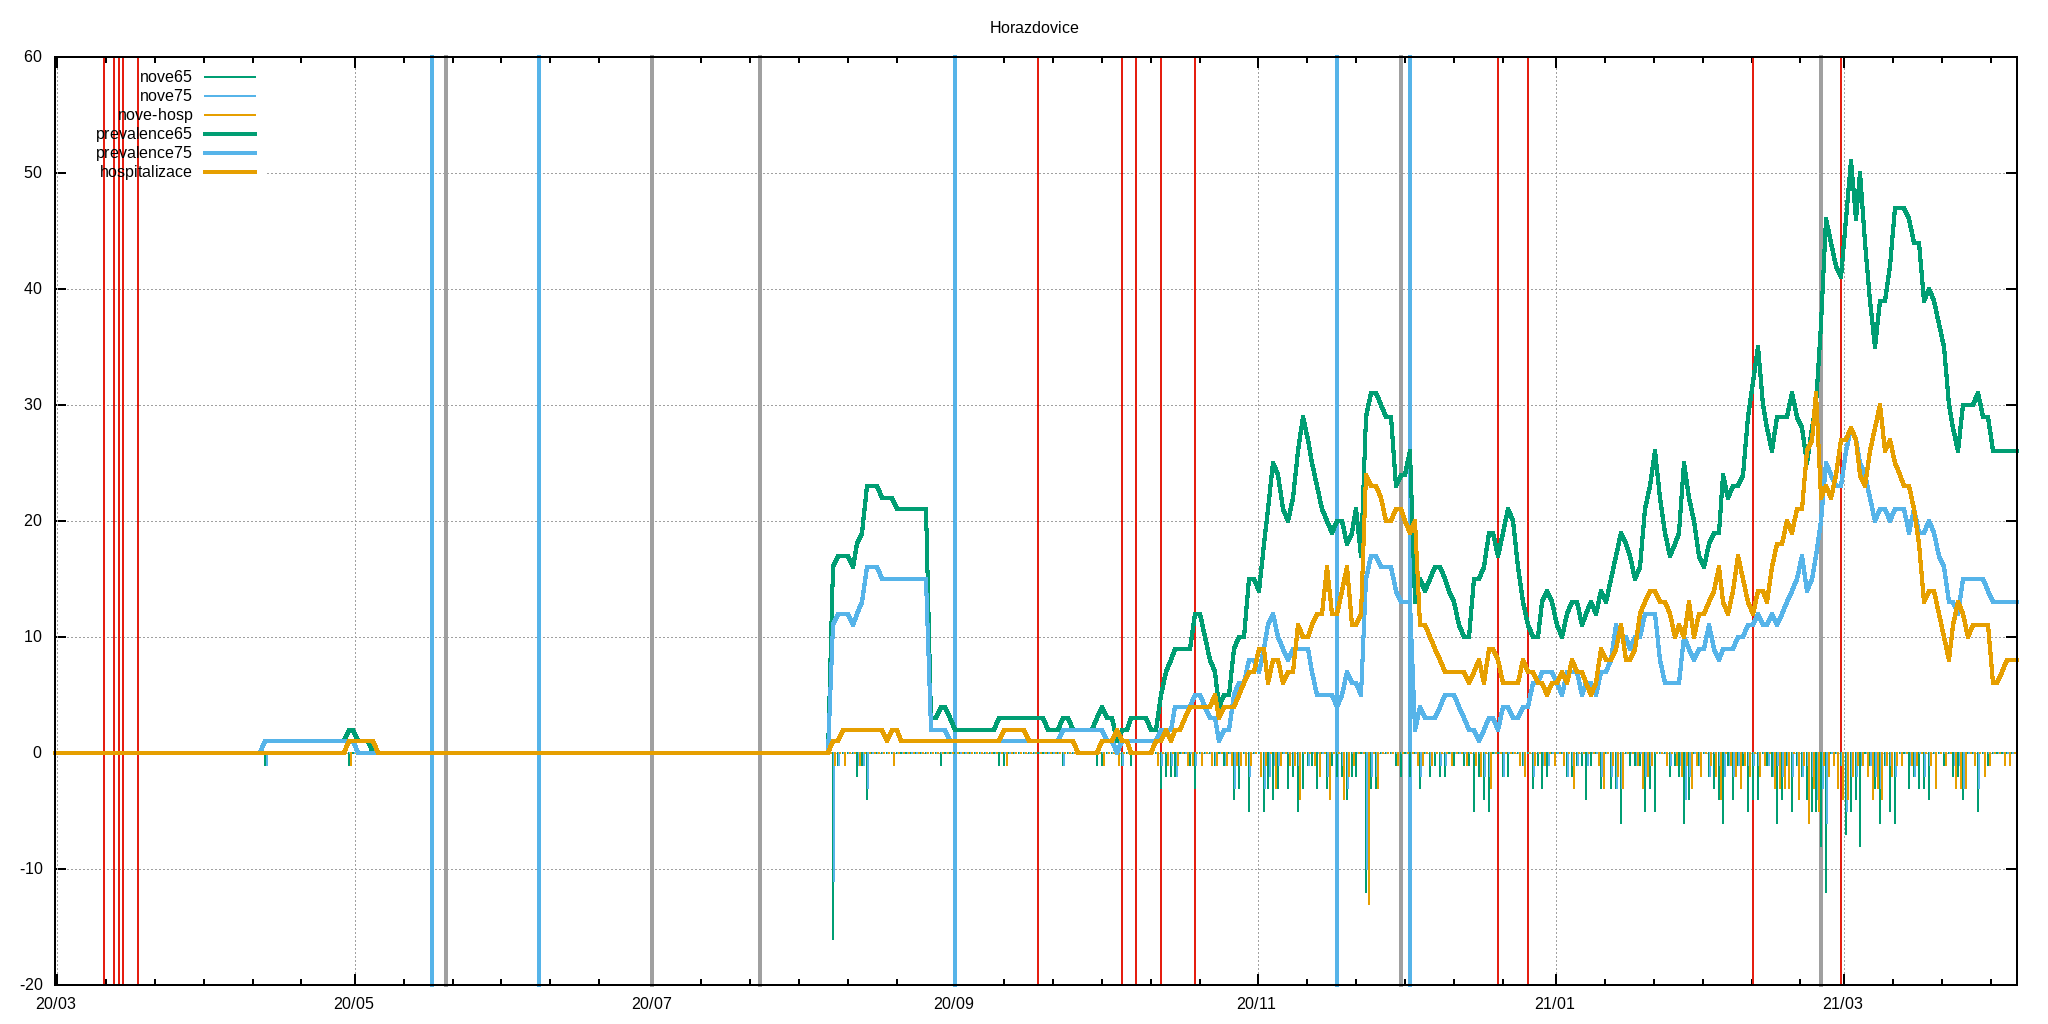 Horazdovice
60
50
40
30
20
10
0
-10
-20
nove65
nove75
nove-hosp
prevalence65
prevalence75
hospitalizace
20/03 20/05 20/07 20/09 20/11 21/01 21/03